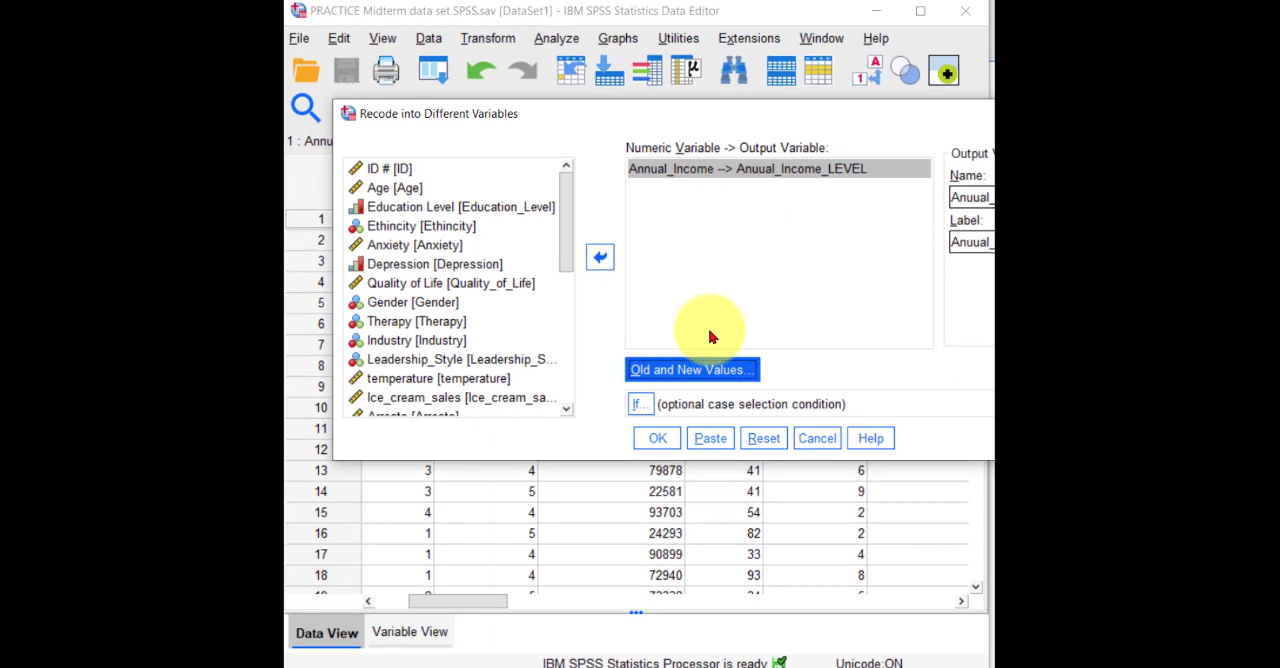 PRACTICE Midterm data set SPSS.sav [DataSet1] - IBM SPSS Statistics Data Editor
File Edit View Data Transform Analyze Graphs Utilities Extensions Window Help
1 : Annu
Recode into Different Variables
ID # [ID]
Age [Age]
Education Level [Education_Level]
Ethincity [Ethincity]
Anxiety [Anxiety]
Depression [Depression]
Quality of Life [Quality_of_Life]
Gender [Gender]
Therapy [Therapy]
Industry [Industry]
Leadership_Style [Leadership_S...
temperature [temperature]
Ice_cream_sales [Ice_cream_sa...
Arrests [Arrests]
Numeric Variable -> Output Variable:
Annual_Income --> Anuual_Income_LEVEL
Output V
Name:
Anuual_
Label:
Anuual_
Old and New Values...
If... (optional case selection condition)
OK Paste Reset Cancel Help
1
2
3
4
5
6
7
8
9
10
11
12
13 3 4 79878 41 6
14 3 5 22581 41 9
15 4 4 93703 54 2
16 1 5 24293 82 2
17 1 4 90899 33 4
18 1 4 72940 93 8
Data View Variable View
IBM SPSS Statistics Processor is ready Unicode:ON